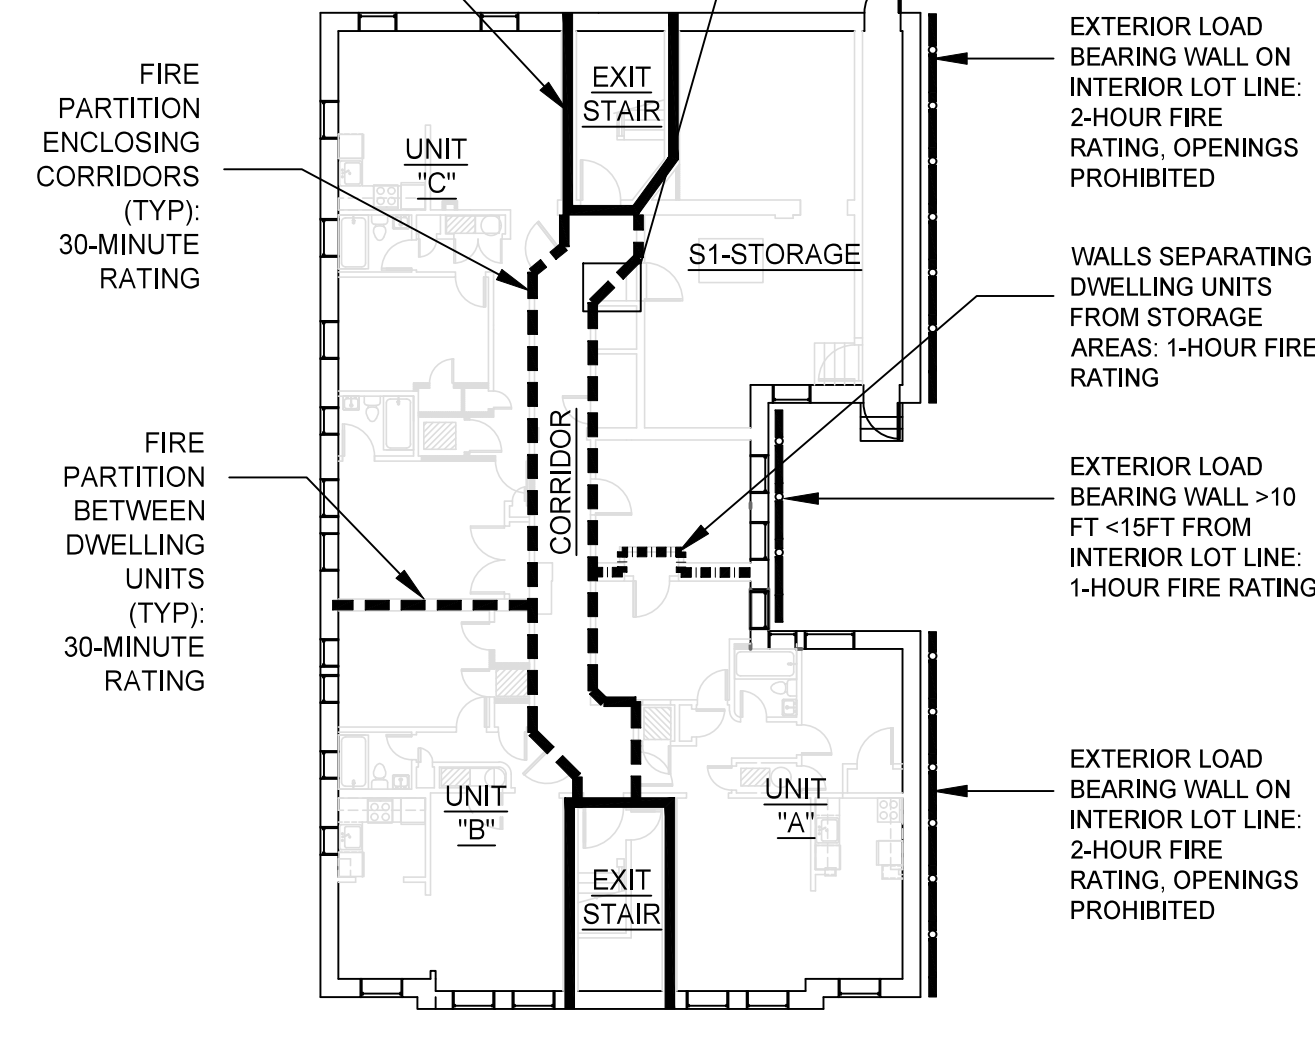 FIRE
PARTITION
ENCLOSING
CORRIDORS
(TYP):
30-MINUTE
RATING
FIRE
PARTITION
BETWEEN
DWELLING
UNITS
(TYP):
30-MINUTE
RATING
EXIT
STAIR
UNIT
"C"
S1-STORAGE
CORRIDOR
UNIT
"B"
UNIT
"A"
EXIT
STAIR
EXTERIOR LOAD
BEARING WALL ON
INTERIOR LOT LINE:
2-HOUR FIRE
RATING, OPENINGS
PROHIBITED
WALLS SEPARATING
DWELLING UNITS
FROM STORAGE
AREAS: 1-HOUR FIRE
RATING
EXTERIOR LOAD
BEARING WALL >10
FT <15FT FROM
INTERIOR LOT LINE:
1-HOUR FIRE RATING
EXTERIOR LOAD
BEARING WALL ON
INTERIOR LOT LINE:
2-HOUR FIRE
RATING, OPENINGS
PROHIBITED